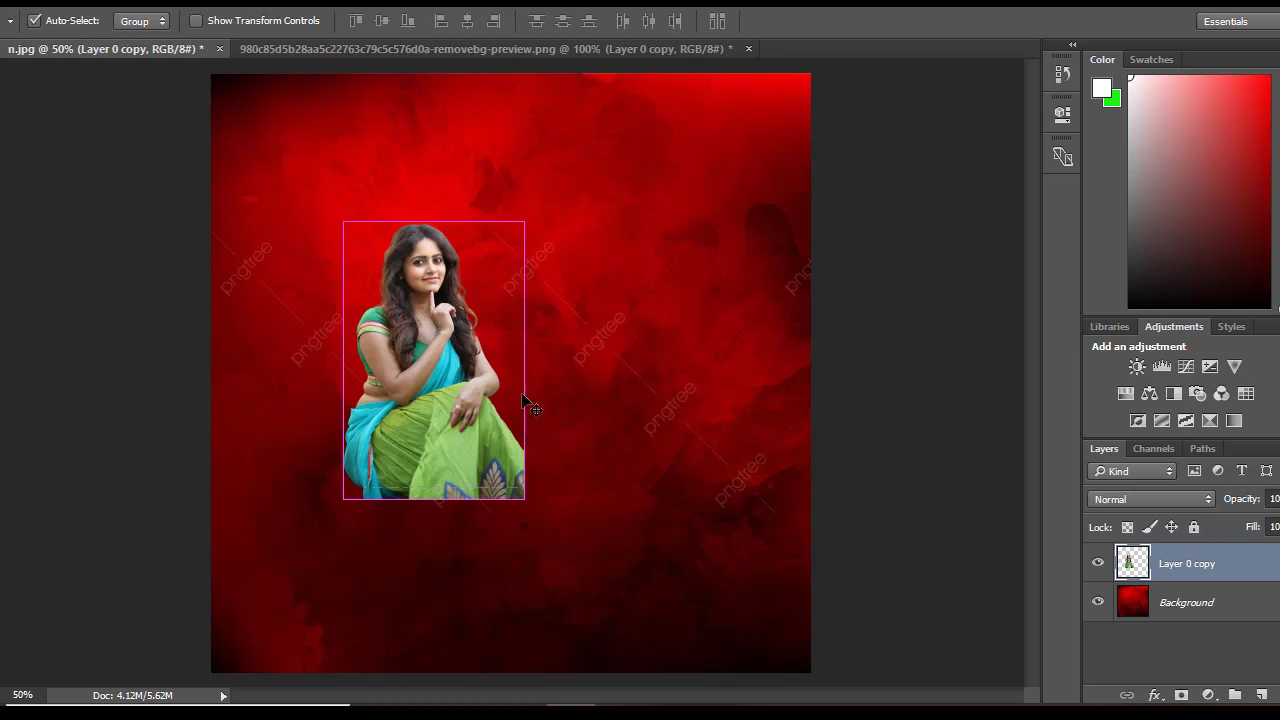 Auto-Select: Group Show Transform Controls Essentials
n.jpg @ 50% (Layer 0 copy, RGB/8#) * 980c85d5b28aa5c22763c79c5c576d0a-removebg-preview.png @ 100% (Layer 0 copy, RGB/8#) *
Color Swatches
pngtree pngtree pngtree
pngtree pngtree
pngtree
pngtree
Libraries Adjustments Styles
Add an adjustment
Layers Channels Paths
Kind
Normal Opacity: 10
Lock: Fill: 10
Layer 0 copy
Background
50% Doc: 4.12M/5.62M
fx